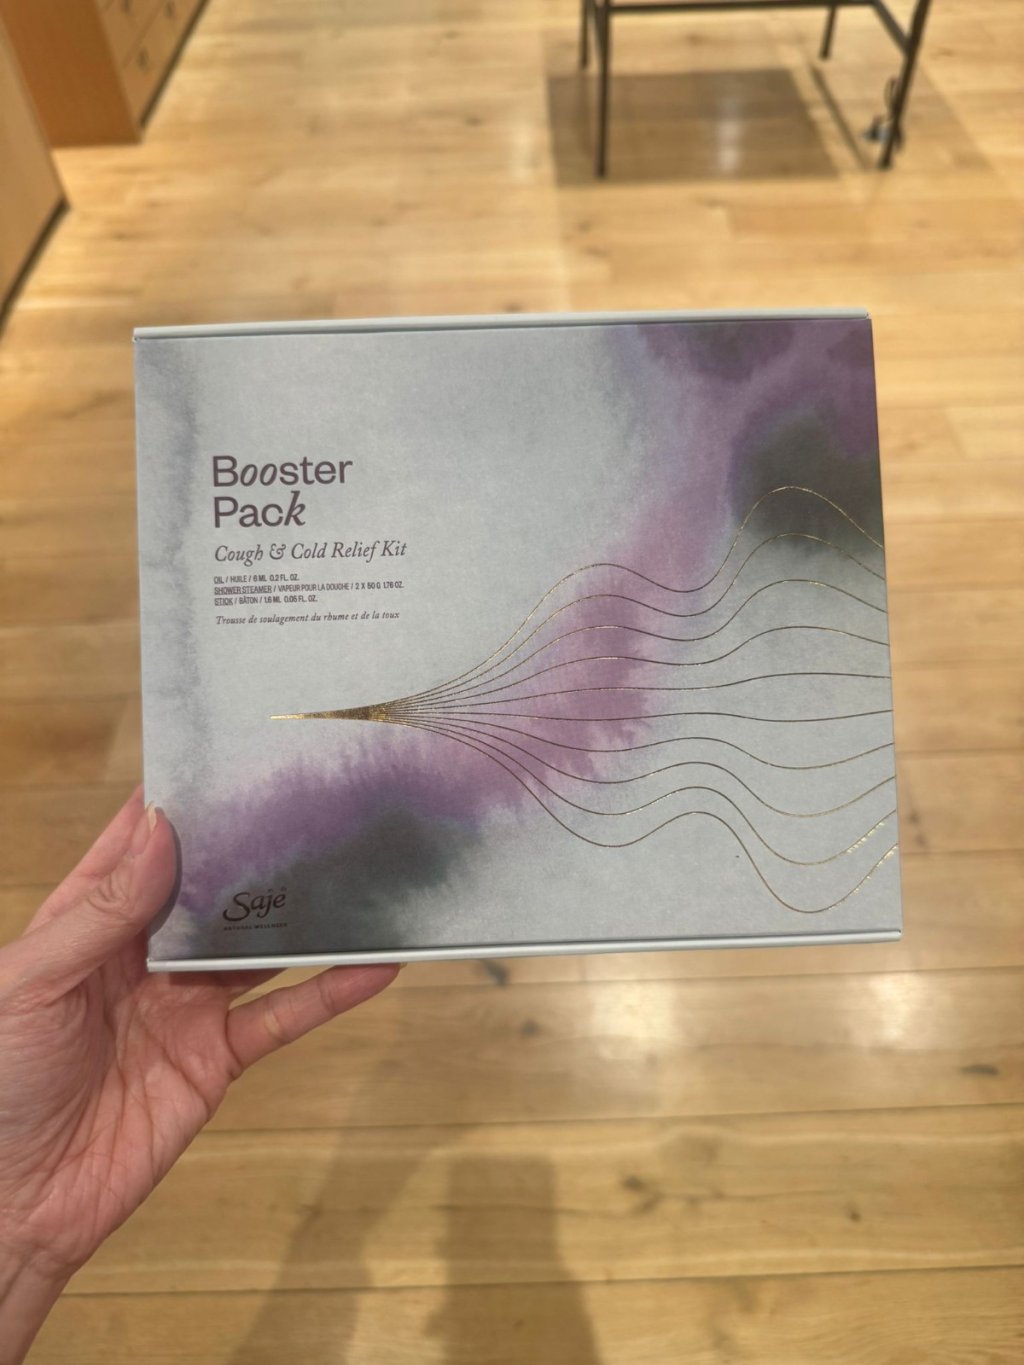 Booster
Pack
Cough & Cold Relief Kit
OIL / HUILE / 6 ML 0.2 FL. OZ.
SHOWER STEAMER / VAPEUR POUR LA DOUCHE / 2 X 50 G 1.76 OZ.
STICK / BÂTON / 1.6 ML 0.05 FL. OZ.
Trousse de soulagement du rhume et de la toux
Saje
NATURAL WELLNESS